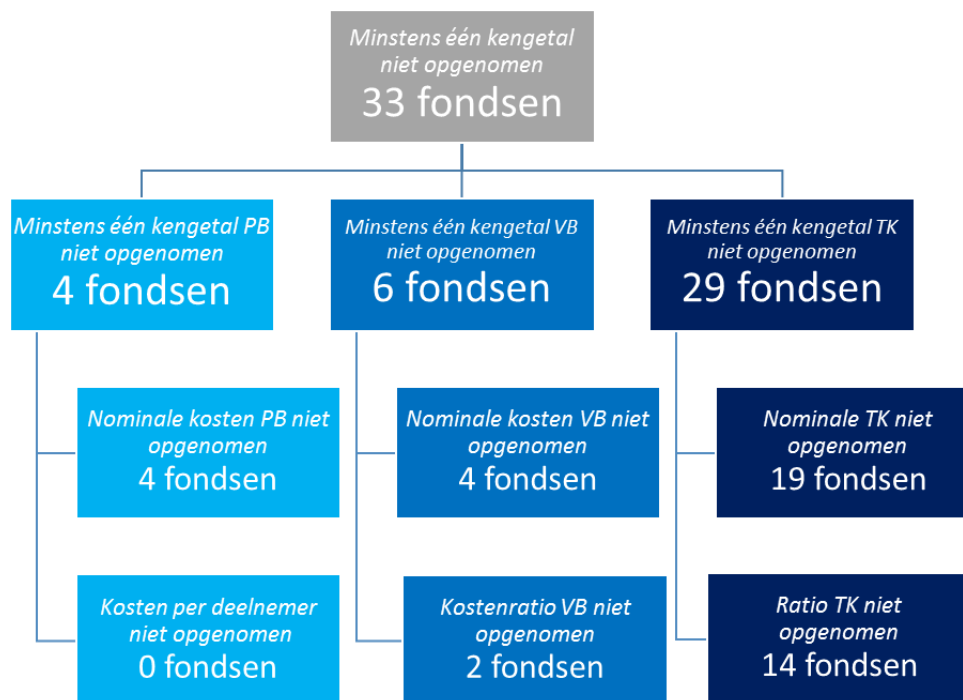 Minstens één kengetal
niet opgenomen
33 fondsen
Minstens één kengetal PB
niet opgenomen
4 fondsen
Minstens één kengetal VB
niet opgenomen
6 fondsen
Minstens één kengetal TK
niet opgenomen
29 fondsen
Nominale kosten PB niet
opgenomen
4 fondsen
Nominale kosten VB niet
opgenomen
4 fondsen
Nominale TK niet
opgenomen
19 fondsen
Kosten per deelnemer
niet opgenomen
0 fondsen
Kostenratio VB niet
opgenomen
2 fondsen
Ratio TK niet
opgenomen
14 fondsen